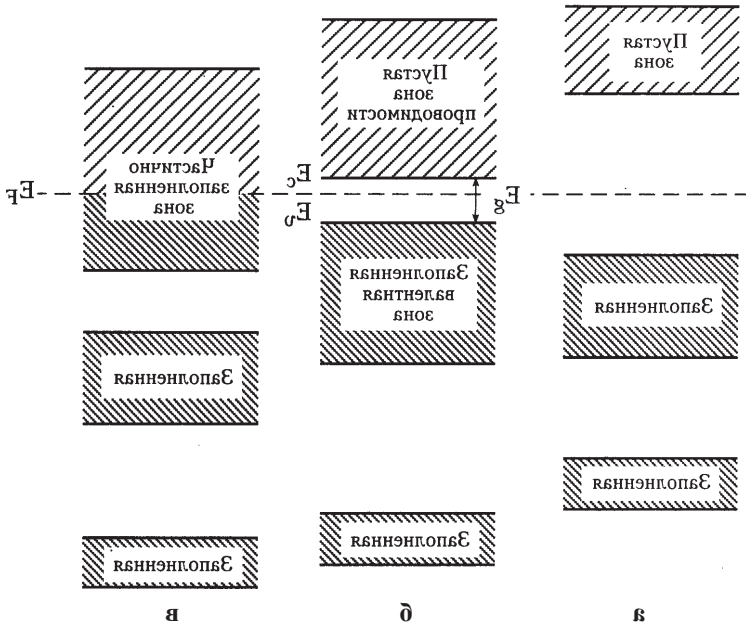 Пустая
зона
Заполненная
Заполненная
а
Пустая
зона
проводимости
E_c
E_g
E_v
Заполненная
валентная
зона
Заполненная
б
Частично
заполненная
зона
E_F
Заполненная
Заполненная
в